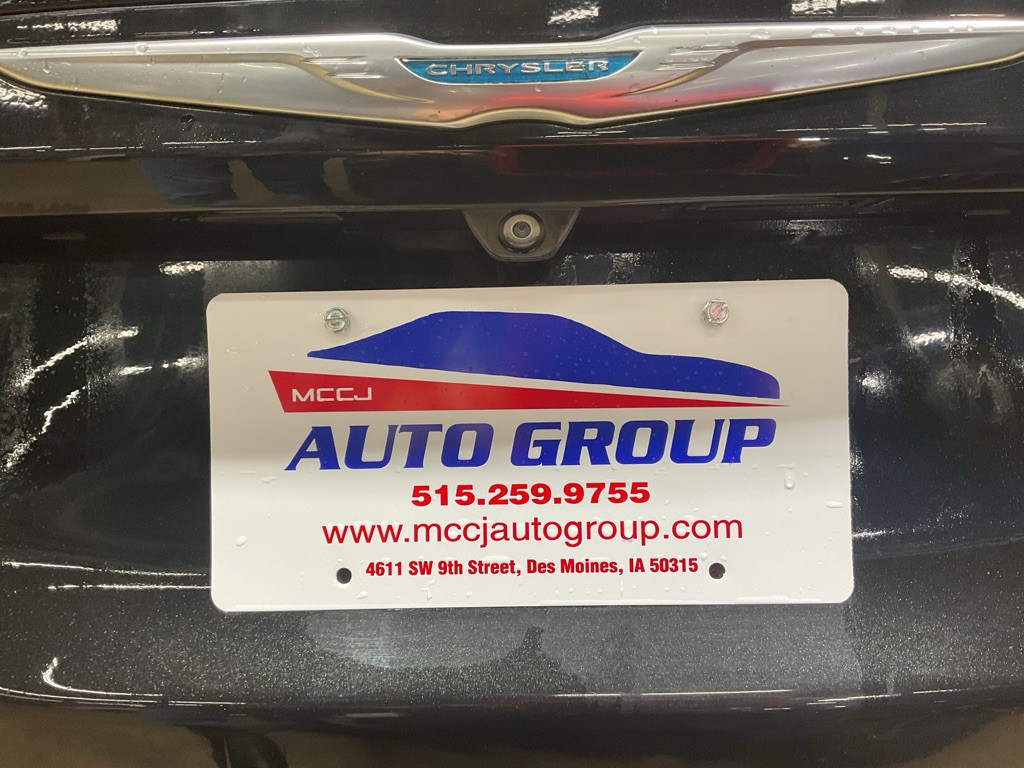 CHRYSLER
MCCJ
AUTO GROUP
515.259.9755
www.mccjautogroup.com
4611 SW 9th Street, Des Moines, IA 50315